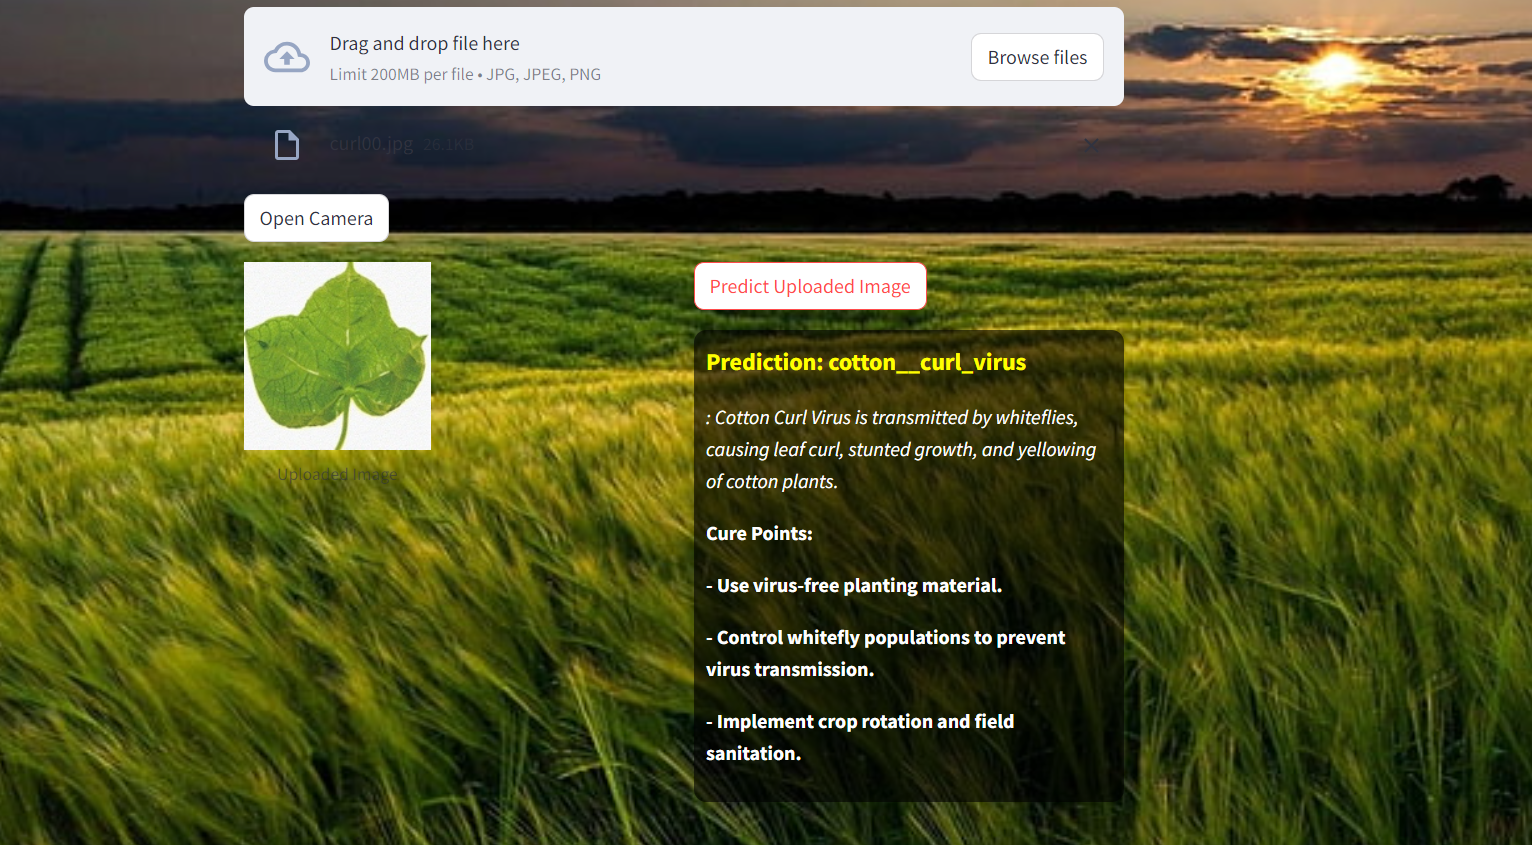 Drag and drop file here
Limit 200MB per file • JPG, JPEG, PNG
Browse files
curl00.jpg 26.1KB
Open Camera
Uploaded Image
Predict Uploaded Image
Prediction: cotton__curl_virus
: Cotton Curl Virus is transmitted by whiteflies,
causing leaf curl, stunted growth, and yellowing
of cotton plants.
Cure Points:
- Use virus-free planting material.
- Control whitefly populations to prevent
virus transmission.
- Implement crop rotation and field
sanitation.